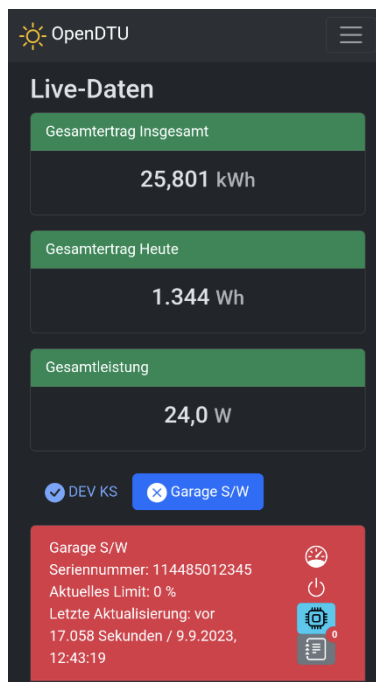 OpenDTU
Live-Daten
Gesamtertrag Insgesamt
25,801 kWh
Gesamtertrag Heute
1.344 Wh
Gesamtleistung
24,0 W
DEV KS
Garage S/W
Garage S/W
Seriennummer: 114485012345
Aktuelles Limit: 0 %
Letzte Aktualisierung: vor
17.058 Sekunden / 9.9.2023,
12:43:19
0